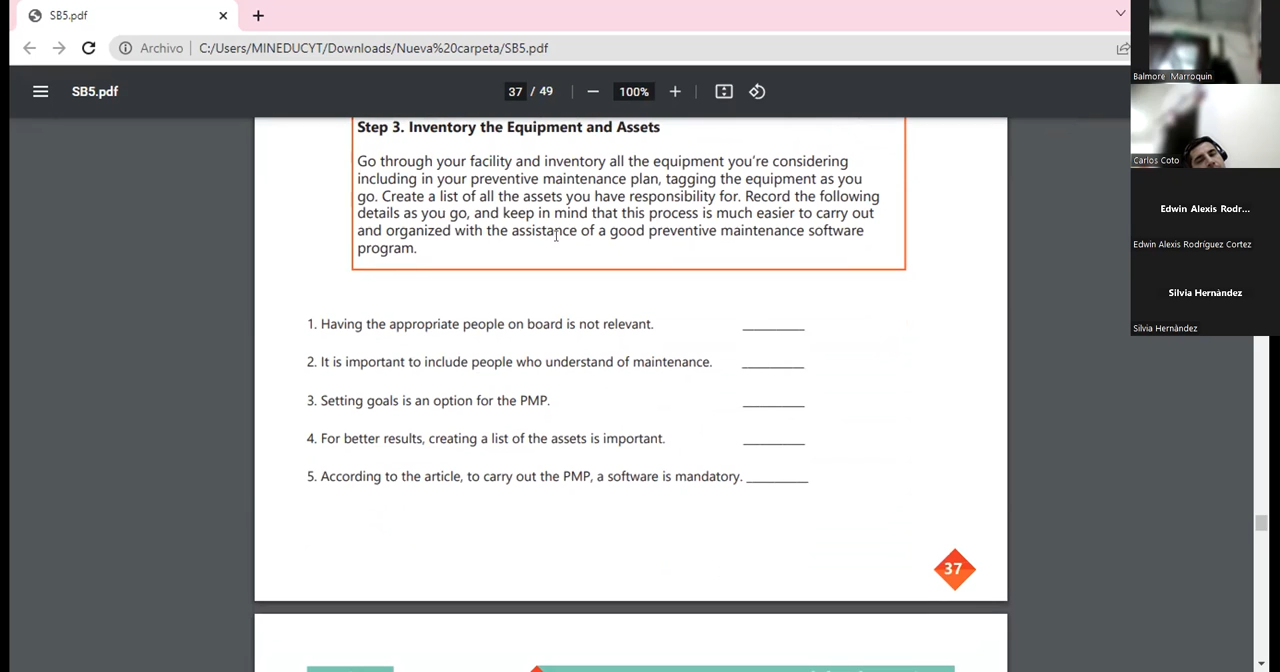 SB5.pdf
Archivo C:/Users/MINEDUCYT/Downloads/Nueva%20carpeta/SB5.pdf
SB5.pdf
37 / 49
100%
Step 3. Inventory the Equipment and Assets
Go through your facility and inventory all the equipment you're considering
including in your preventive maintenance plan, tagging the equipment as you
go. Create a list of all the assets you have responsibility for. Record the following
details as you go, and keep in mind that this process is much easier to carry out
and organized with the assistance of a good preventive maintenance software
program.
1. Having the appropriate people on board is not relevant. _________
2. It is important to include people who understand of maintenance. _________
3. Setting goals is an option for the PMP. _________
4. For better results, creating a list of the assets is important. _________
5. According to the article, to carry out the PMP, a software is mandatory. _________
37
Balmore Marroquin
Carlos Coto
Edwin Alexis Rodr...
Edwin Alexis Rodríguez Cortez
Silvia Hernàndez
Silvia Hernàndez